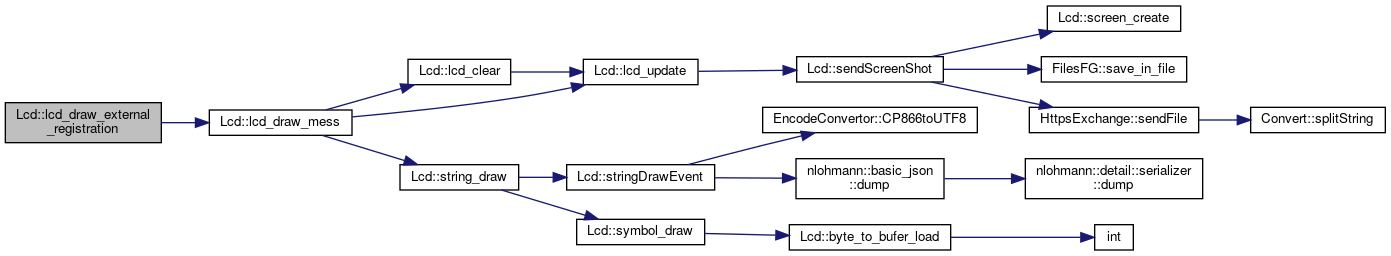 Lcd::lcd_draw_external
_registration
Lcd::lcd_draw_mess
Lcd::lcd_clear
Lcd::lcd_update
Lcd::sendScreenShot
Lcd::screen_create
FilesFG::save_in_file
HttpsExchange::sendFile
Convert::splitString
Lcd::string_draw
Lcd::stringDrawEvent
EncodeConvertor::CP866toUTF8
nlohmann::basic_json
::dump
nlohmann::detail::serializer
::dump
Lcd::symbol_draw
Lcd::byte_to_bufer_load
int